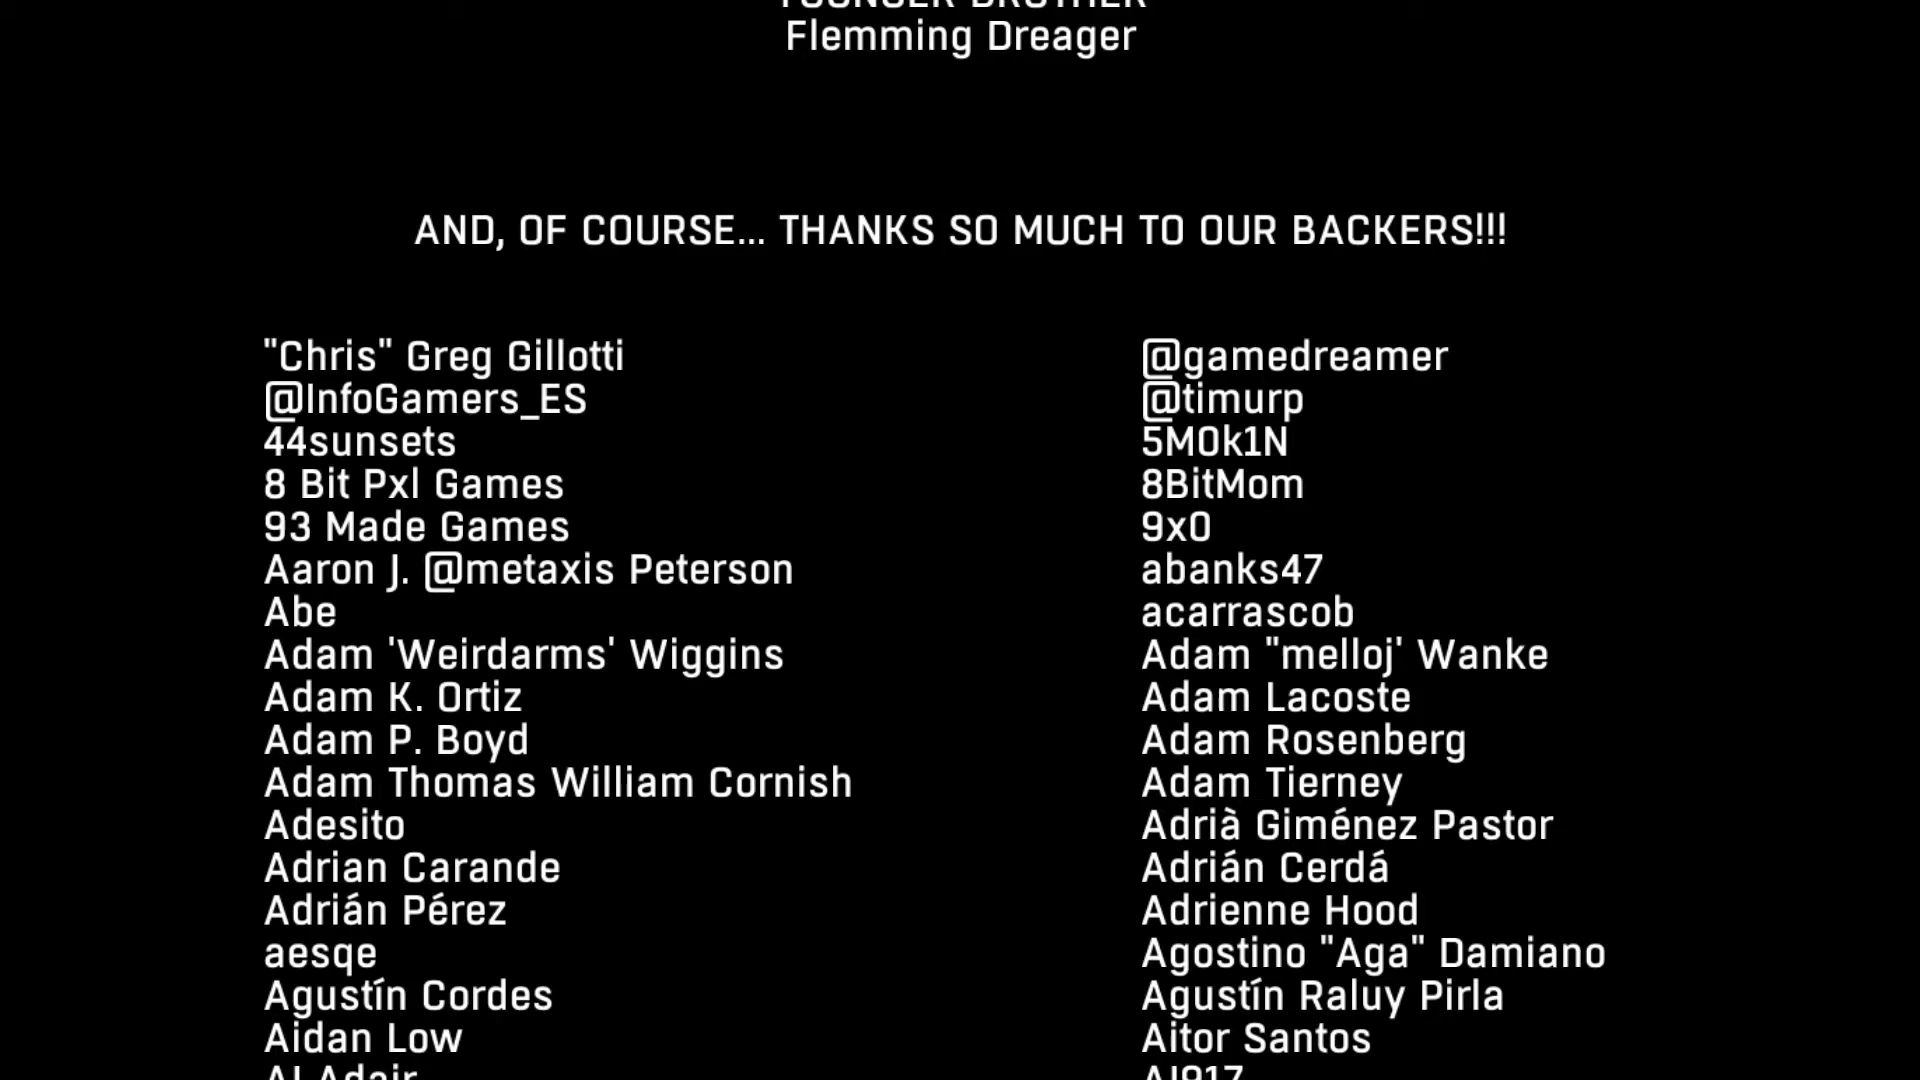 YOUNGER BROTHER
Flemming Dreager
AND, OF COURSE... THANKS SO MUCH TO OUR BACKERS!!!
"Chris" Greg Gillotti
@gamedreamer
@InfoGamers_ES
@timurp
44sunsets
5M0k1N
8 Bit Pxl Games
8BitMom
93 Made Games
9x0
Aaron J. @metaxis Peterson
abanks47
Abe
acarrascob
Adam 'Weirdarms' Wiggins
Adam "melloj' Wanke
Adam K. Ortiz
Adam Lacoste
Adam P. Boyd
Adam Rosenberg
Adam Thomas William Cornish
Adam Tierney
Adesito
Adrià Giménez Pastor
Adrian Carande
Adrián Cerdá
Adrián Pérez
Adrienne Hood
aesqe
Agostino "Aga" Damiano
Agustín Cordes
Agustín Raluy Pirla
Aidan Low
Aitor Santos